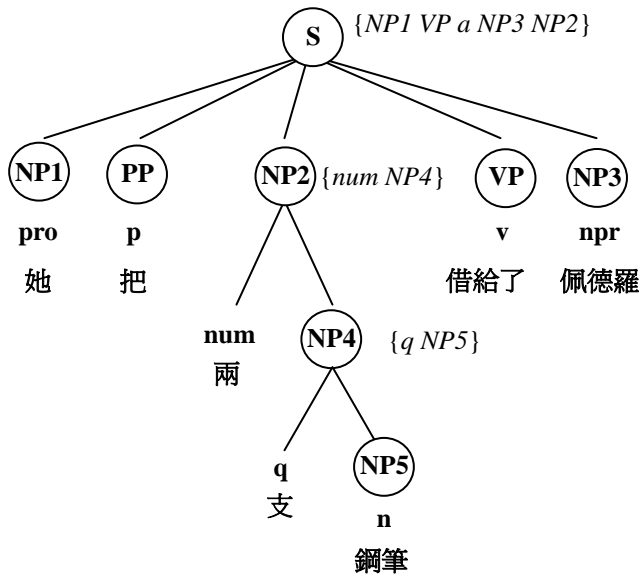 S {NP1 VP a NP3 NP2}
NP1 PP NP2 {num NP4} VP NP3
pro p v npr
她 把 借給了 佩德羅
num NP4 {q NP5}
兩
q NP5
支
n
鋼筆